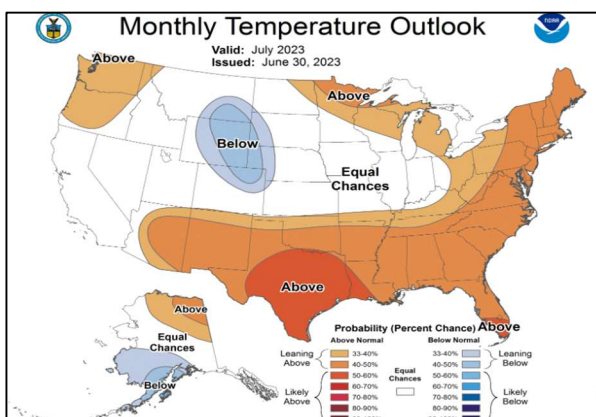 Monthly Temperature Outlook
NOAA
Valid: July 2023
Issued: June 30, 2023
Above
Above
Below
Equal
Chances
Above
Above
Above
Equal
Chances
Below
Probability (Percent Chance)
Above Normal
Below Normal
Leaning
Above
33-40%
40-50%
50-60%
60-70%
70-80%
80-90%
Likely
Above
Equal
Chances
33-40%
40-50%
50-60%
60-70%
70-80%
80-90%
Leaning
Below
Likely
Below